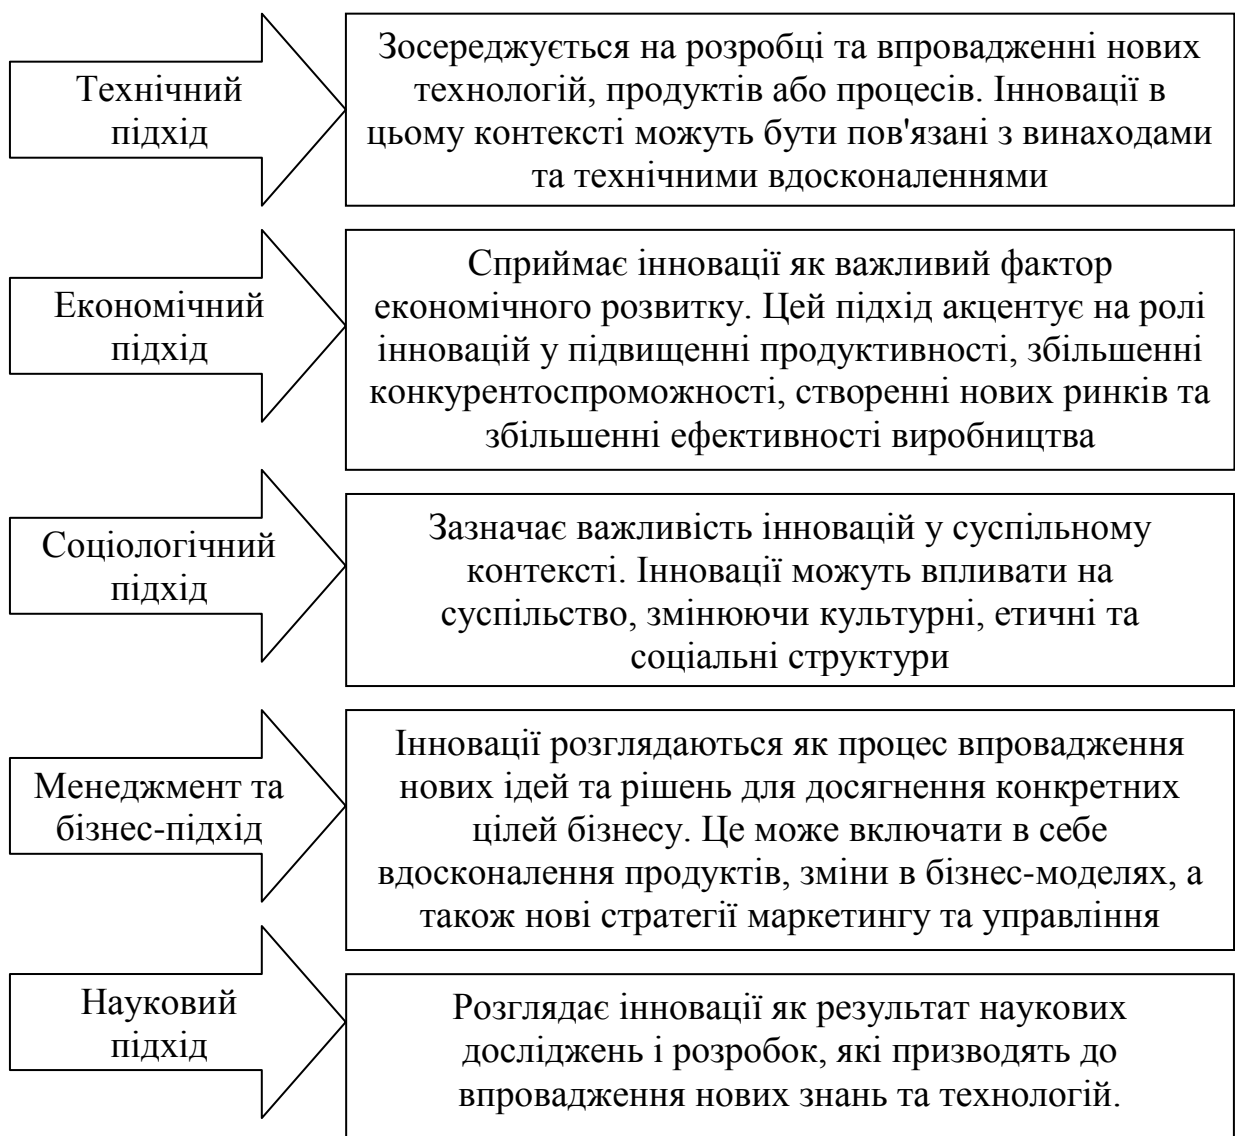 Технічний
підхід
Зосереджується на розробці та впровадженні нових
технологій, продуктів або процесів. Інновації в
цьому контексті можуть бути пов'язані з винаходами
та технічними вдосконаленнями
Економічний
підхід
Сприймає інновації як важливий фактор
економічного розвитку. Цей підхід акцентує на ролі
інновацій у підвищенні продуктивності, збільшенні
конкурентоспроможності, створенні нових ринків та
збільшенні ефективності виробництва
Соціологічний
підхід
Зазначає важливість інновацій у суспільному
контексті. Інновації можуть впливати на
суспільство, змінюючи культурні, етичні та
соціальні структури
Менеджмент та
бізнес-підхід
Інновації розглядаються як процес впровадження
нових ідей та рішень для досягнення конкретних
цілей бізнесу. Це може включати в себе
вдосконалення продуктів, зміни в бізнес-моделях, а
також нові стратегії маркетингу та управління
Науковий
підхід
Розглядає інновації як результат наукових
досліджень і розробок, які призводять до
впровадження нових знань та технологій.